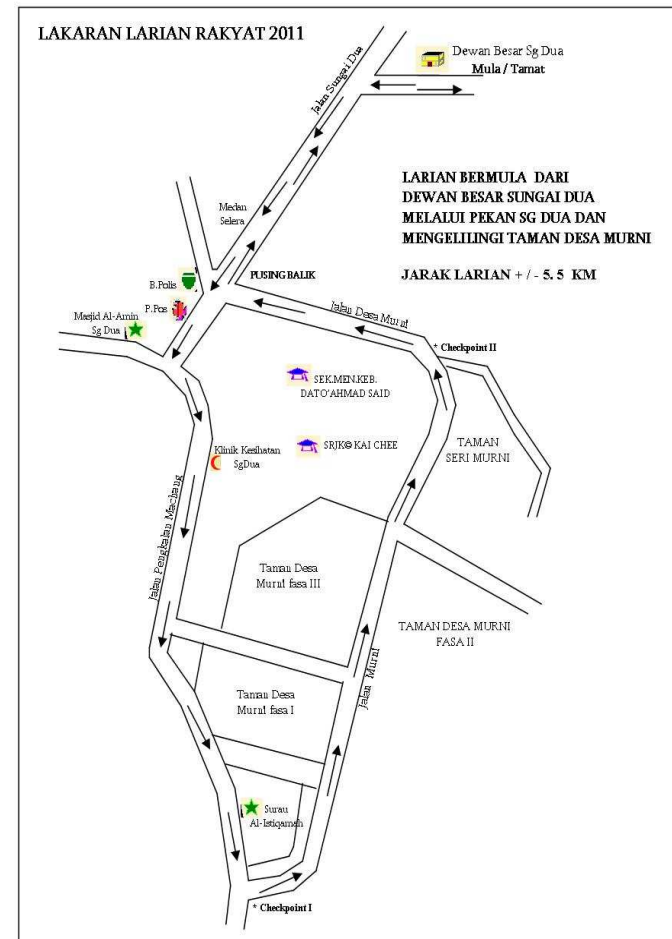 LAKARAN LARIAN RAKYAT 2011
Dewan Besar Sg Dua
Mula / Tamat
Jalan Sungai Dua
LARIAN BERMULA DARI
DEWAN BESAR SUNGAI DUA
MELALUI PEKAN SG DUA DAN
MENGELILINGI TAMAN DESA MURNI
JARAK LARIAN + / - 5. 5 KM
Medan
Selera
B.Polis
PUSING BALIK
P.Pos
Masjid Al-Amin
Sg Dua
Jalan Desa Murni
* Checkpoint II
SEK.MEN.KEB.
DATO'AHMAD SAID
SRJK© KAI CHEE
TAMAN
SERI MURNI
Klinik Kesihatan
SgDua
Jalan Pengkalan Machang
Taman Desa
Murni fasa III
TAMAN DESA MURNI
FASA II
Jalan Murni
Taman Desa
Murni fasa I
Surau
Al-Istiqamah
* Checkpoint I